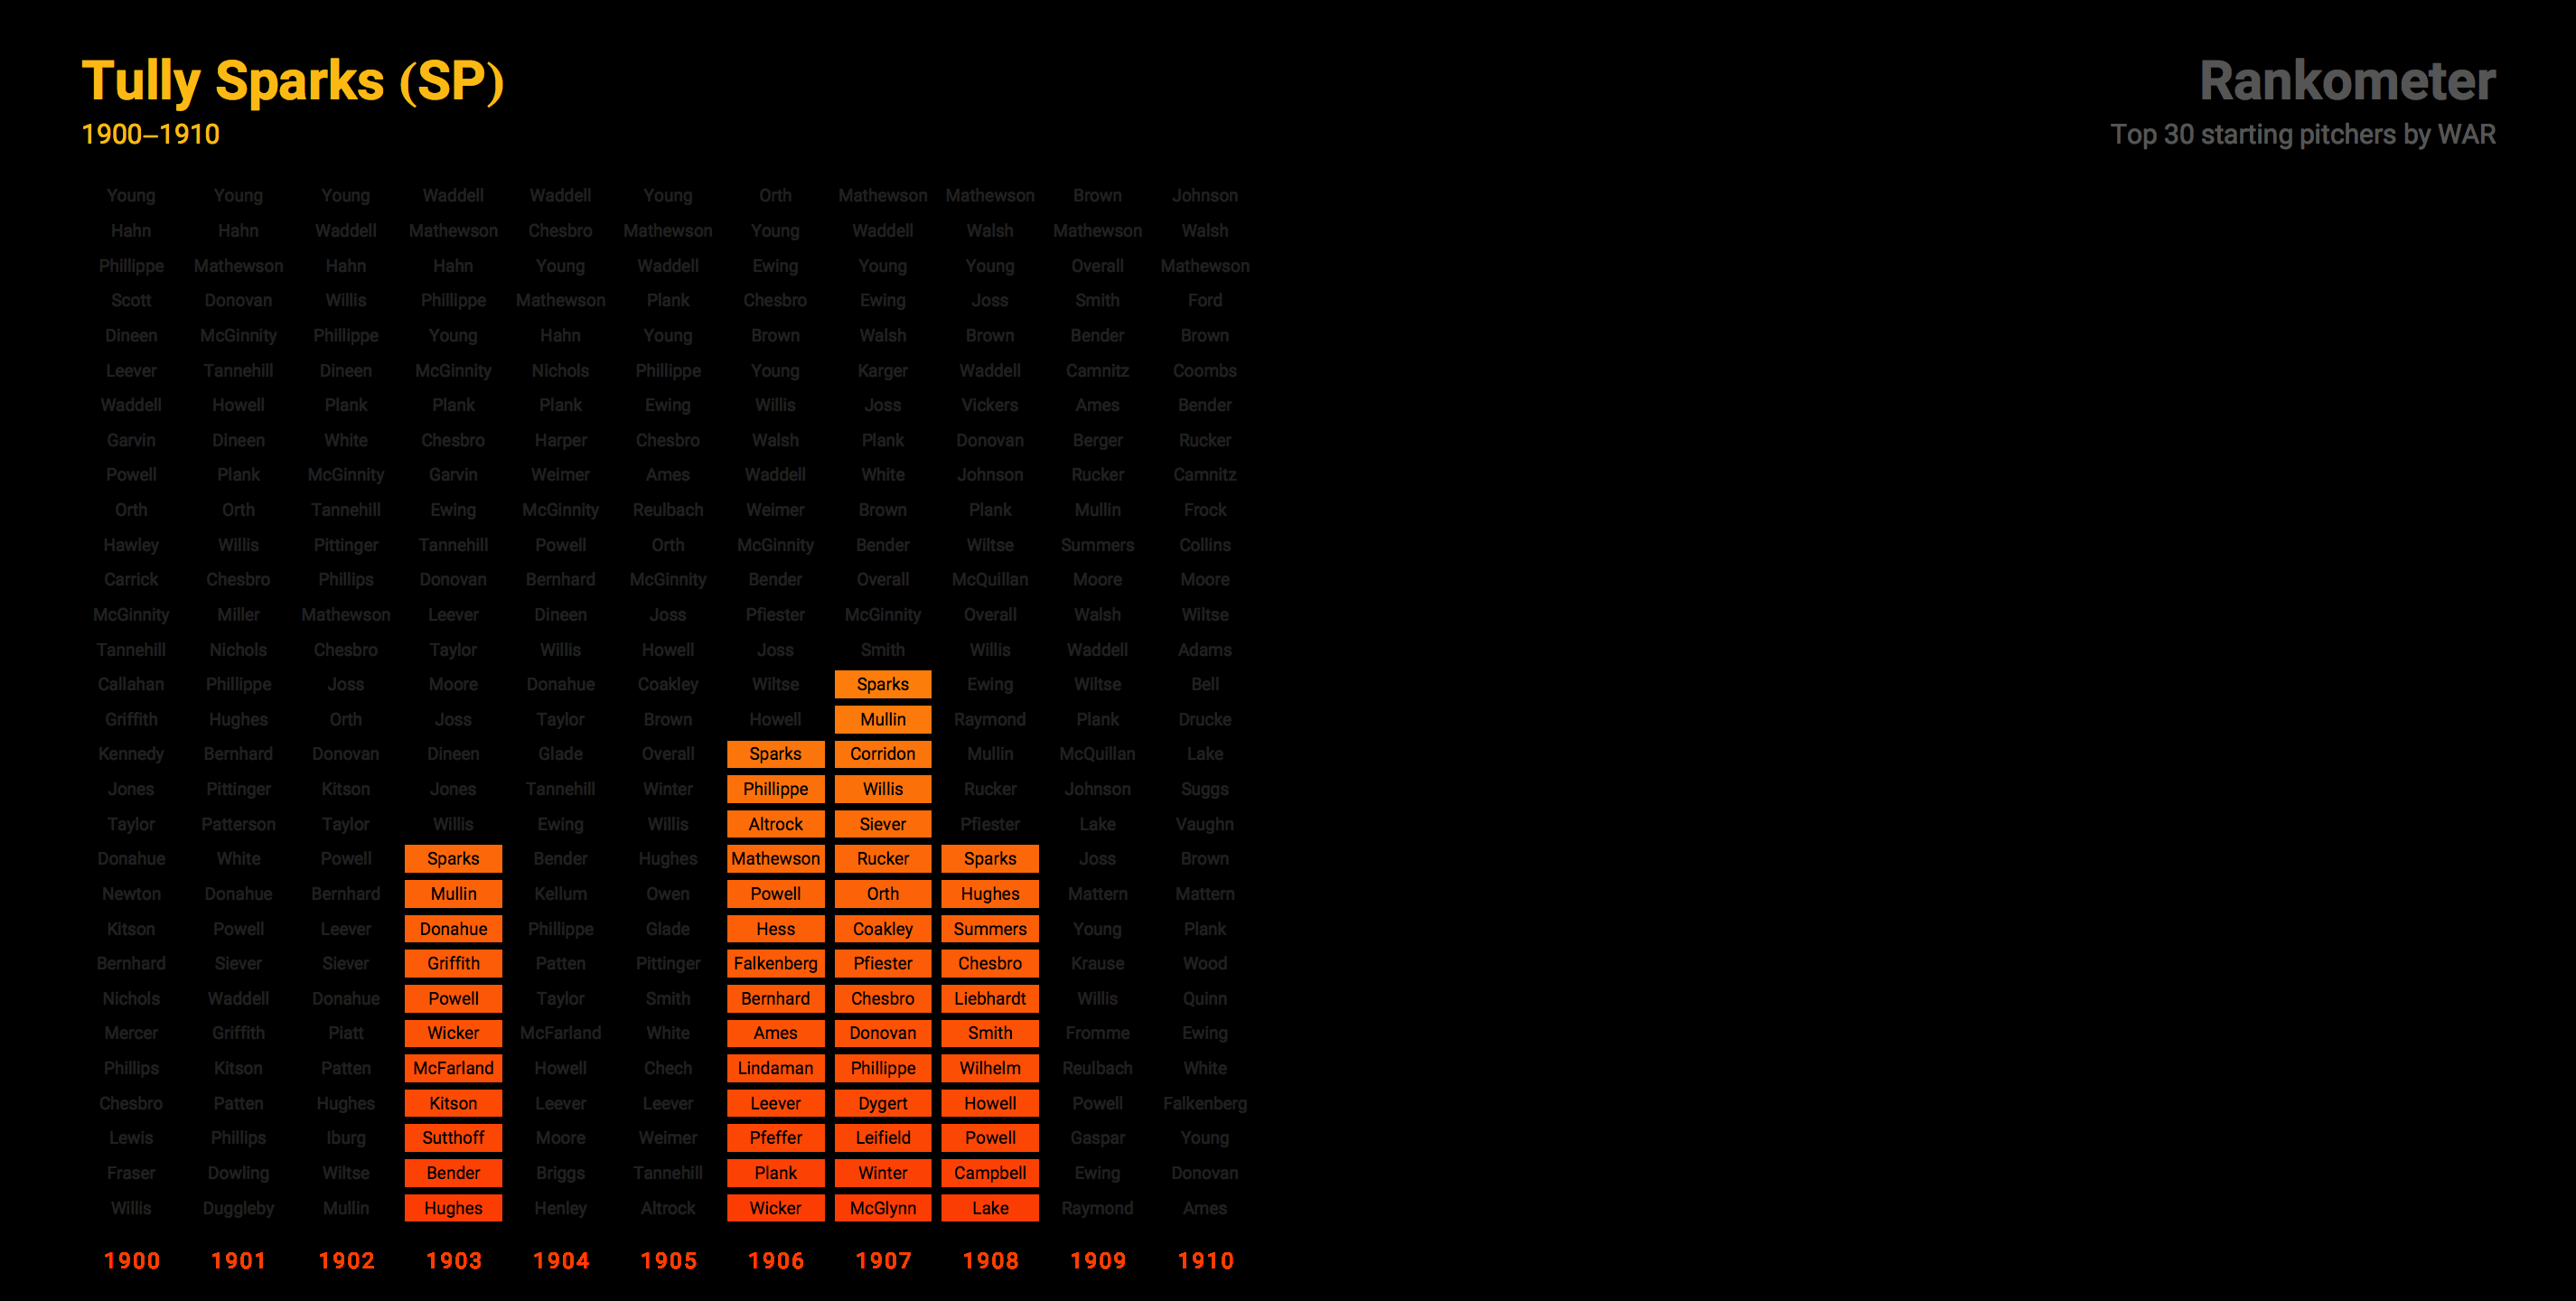 Tully Sparks (SP)
1900–1910
Rankometer
Top 30 starting pitchers by WAR
Young Young Young Waddell Waddell Young Orth Mathewson Mathewson Brown Johnson
Hahn Hahn Waddell Mathewson Chesbro Mathewson Young Waddell Walsh Mathewson Walsh
Phillippe Mathewson Hahn Hahn Young Waddell Ewing Young Young Overall Mathewson
Scott Donovan Willis Phillippe Mathewson Plank Chesbro Ewing Joss Smith Ford
Dineen McGinnity Phillippe Young Hahn Young Brown Walsh Brown Bender Brown
Leever Tannehill Dineen McGinnity Nichols Phillippe Young Karger Waddell Camnitz Coombs
Waddell Howell Plank Plank Plank Ewing Willis Joss Vickers Ames Bender
Garvin Dineen White Chesbro Harper Chesbro Walsh Plank Donovan Berger Rucker
Powell Plank McGinnity Garvin Weimer Ames Waddell White Johnson Rucker Camnitz
Orth Orth Tannehill Ewing McGinnity Reulbach Weimer Brown Plank Mullin Frock
Hawley Willis Pittinger Tannehill Powell Orth McGinnity Bender Wiltse Summers Collins
Carrick Chesbro Phillips Donovan Bernhard McGinnity Bender Overall McQuillan Moore Moore
McGinnity Miller Mathewson Leever Dineen Joss Pfiester McGinnity Overall Walsh Wiltse
Tannehill Nichols Chesbro Taylor Willis Howell Joss Smith Willis Waddell Adams
Callahan Phillippe Joss Moore Donahue Coakley Wiltse Sparks Ewing Wiltse Bell
Griffith Hughes Orth Joss Taylor Brown Howell Mullin Raymond Plank Drucke
Kennedy Bernhard Donovan Dineen Glade Overall Sparks Corridon Mullin McQuillan Lake
Jones Pittinger Kitson Jones Tannehill Winter Phillippe Willis Rucker Johnson Suggs
Taylor Patterson Taylor Willis Ewing Willis Altrock Siever Pfiester Lake Vaughn
Donahue White Powell Sparks Bender Hughes Mathewson Rucker Sparks Joss Brown
Newton Donahue Bernhard Mullin Kellum Owen Powell Orth Hughes Mattern Mattern
Kitson Powell Leever Donahue Phillippe Glade Hess Coakley Summers Young Plank
Bernhard Siever Siever Griffith Patten Pittinger Falkenberg Pfiester Chesbro Krause Wood
Nichols Waddell Donahue Powell Taylor Smith Bernhard Chesbro Liebhardt Willis Quinn
Mercer Griffith Piatt Wicker McFarland White Ames Donovan Smith Fromme Ewing
Phillips Kitson Patten McFarland Howell Chech Lindaman Phillippe Wilhelm Reulbach White
Chesbro Patten Hughes Kitson Leever Leever Leever Dygert Howell Powell Falkenberg
Lewis Phillips Iburg Sutthoff Moore Weimer Pfeffer Leifield Powell Gaspar Young
Fraser Dowling Wiltse Bender Briggs Tannehill Plank Winter Campbell Ewing Donovan
Willis Duggleby Mullin Hughes Henley Altrock Wicker McGlynn Lake Raymond Ames
1900 1901 1902 1903 1904 1905 1906 1907 1908 1909 1910